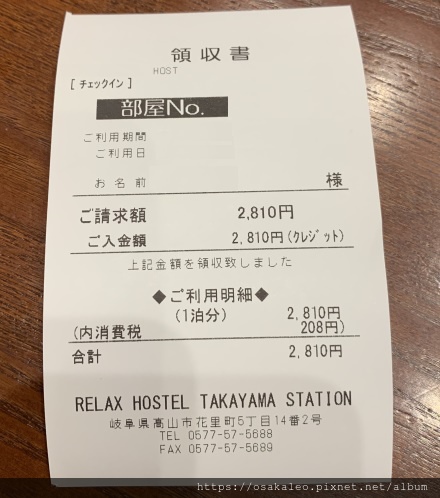 領収書
HOST
[ チェックイン ]
部屋No.
ご利用期間
ご利用日
お名前 様
ご請求額 2,810円
ご入金額 2,810円(クレジット)
上記金額を領収致しました
◆ご利用明細◆
(1泊分) 2,810円
(内消費税 208円)
合計 2,810円
RELAX HOSTEL TAKAYAMA STATION
岐阜県高山市花里町5丁目14番2号
TEL 0577-57-5688
FAX 0577-57-5689
https://osakaleo.pixnet.net/album